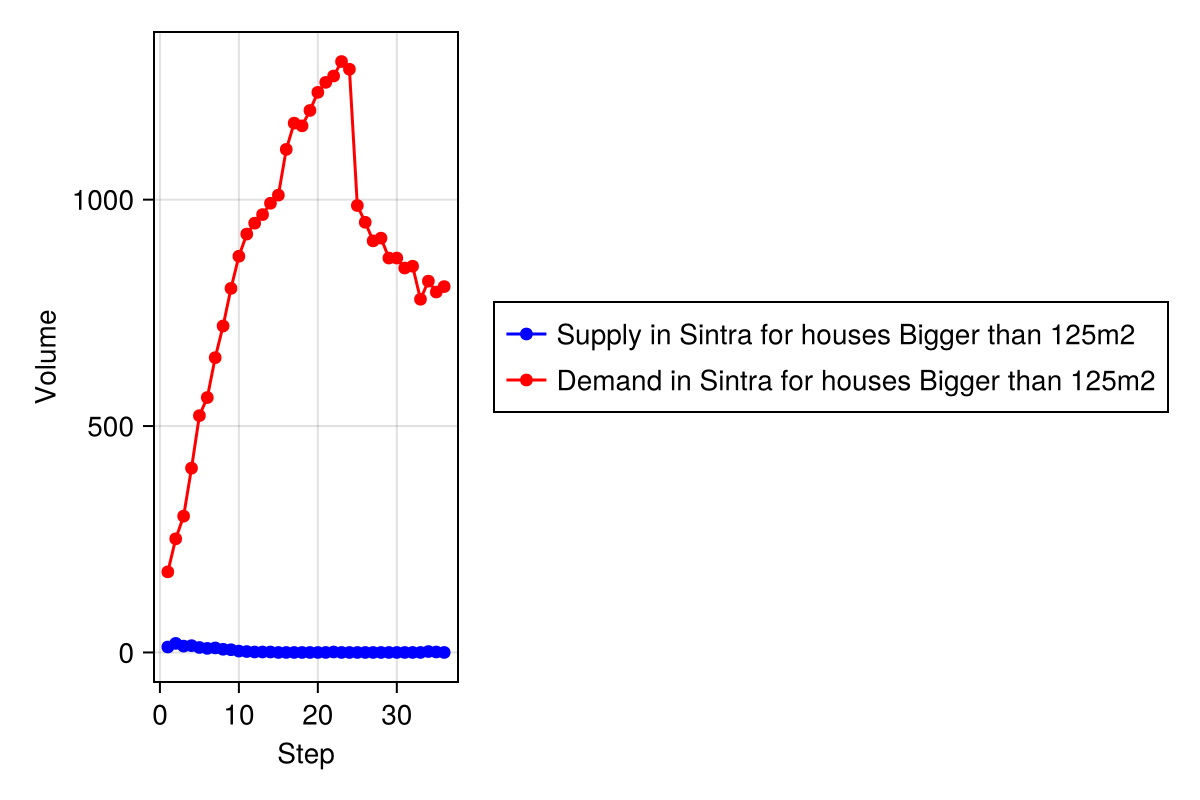 Volume
1000
500
0
0 10 20 30
Step
Supply in Sintra for houses Bigger than 125m2
Demand in Sintra for houses Bigger than 125m2